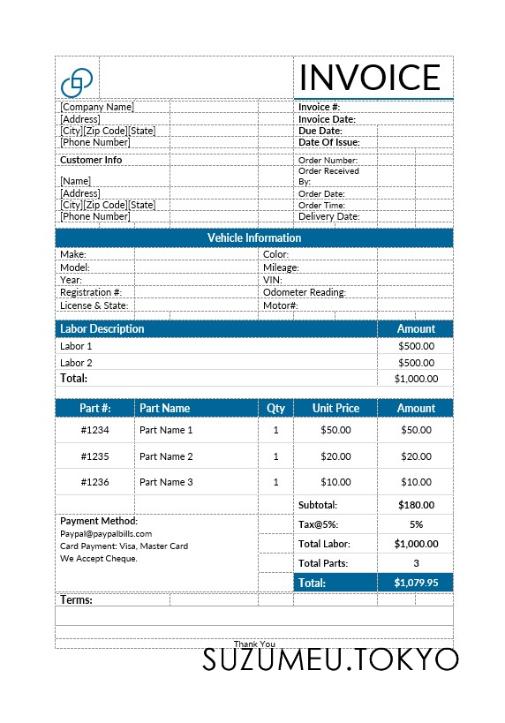 INVOICE
[Company Name] Invoice #:
[Address] Invoice Date:
[City][Zip Code][State] Due Date:
[Phone Number] Date Of Issue:
Customer Info Order Number:
Order Received
[Name] By:
[Address] Order Date:
[City][Zip Code][State] Order Time:
[Phone Number] Delivery Date:
Vehicle Information
Make: Color:
Model: Mileage:
Year: VIN:
Registration #: Odometer Reading:
License & State: Motor#:
Labor Description Amount
Labor 1 $500.00
Labor 2 $500.00
Total: $1,000.00
Part #: Part Name Qty Unit Price Amount
#1234 Part Name 1 1 $50.00 $50.00
#1235 Part Name 2 1 $20.00 $20.00
#1236 Part Name 3 1 $10.00 $10.00
Subtotal: $180.00
Payment Method: Tax@5%: 5%
Paypal@paypalbills.com
Card Payment: Visa, Master Card Total Labor: $1,000.00
We Accept Cheque. Total Parts: 3
Total: $1,079.95
Terms:
Thank You
SUZUMEU.TOKYO